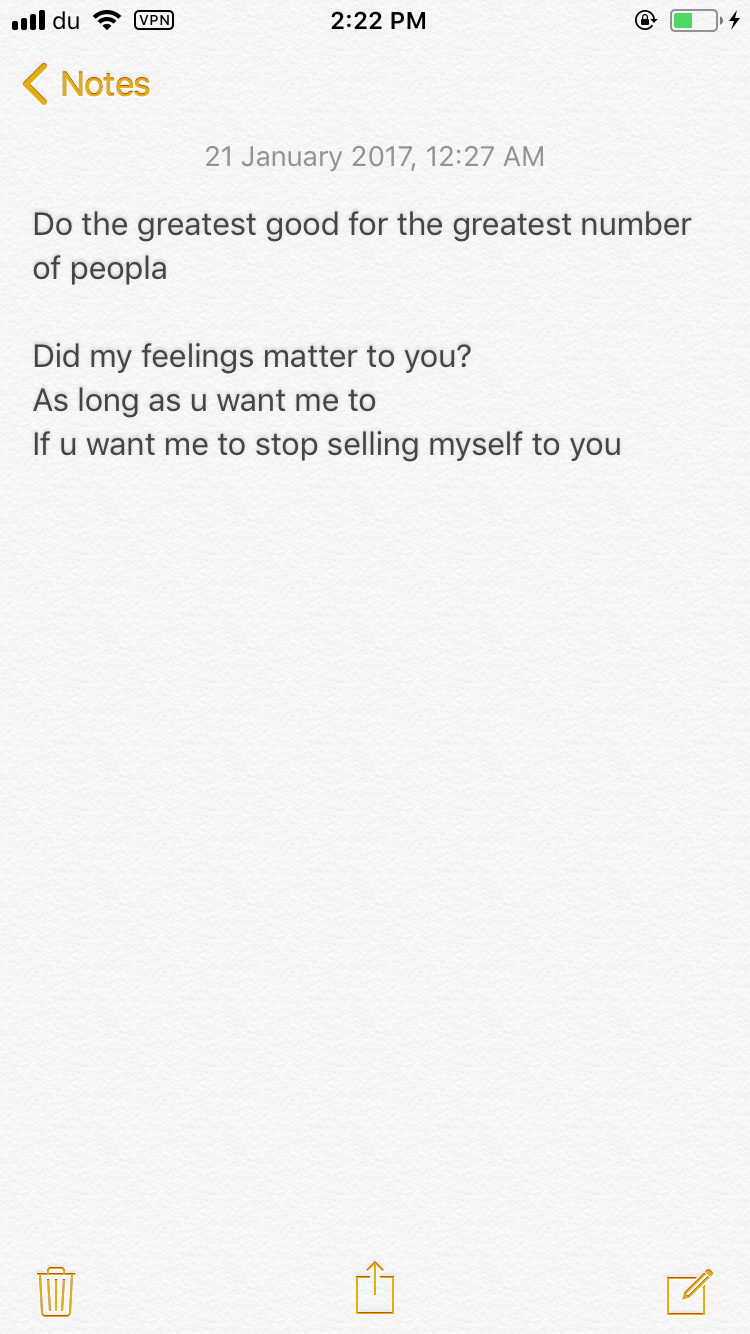 du VPN 2:22 PM
Notes
21 January 2017, 12:27 AM
Do the greatest good for the greatest number
of peopla
Did my feelings matter to you?
As long as u want me to
If u want me to stop selling myself to you